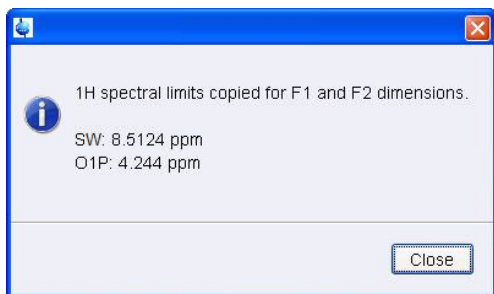 1H spectral limits copied for F1 and F2 dimensions.
SW: 8.5124 ppm
O1P: 4.244 ppm
Close